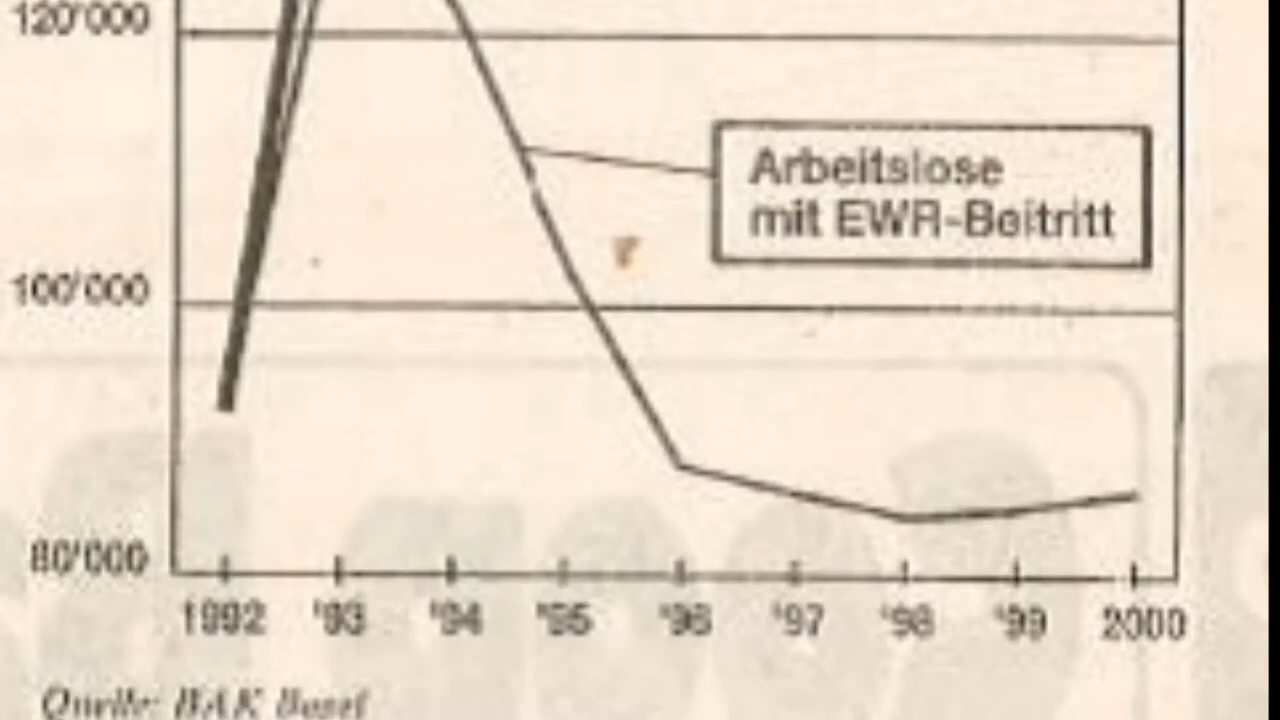 120'000
Arbeitslose
mit EWR-Beitritt
100'000
80'000
1992 '93 '94 '95 '96 '97 '98 '99 2000
Quelle: BAK Basel